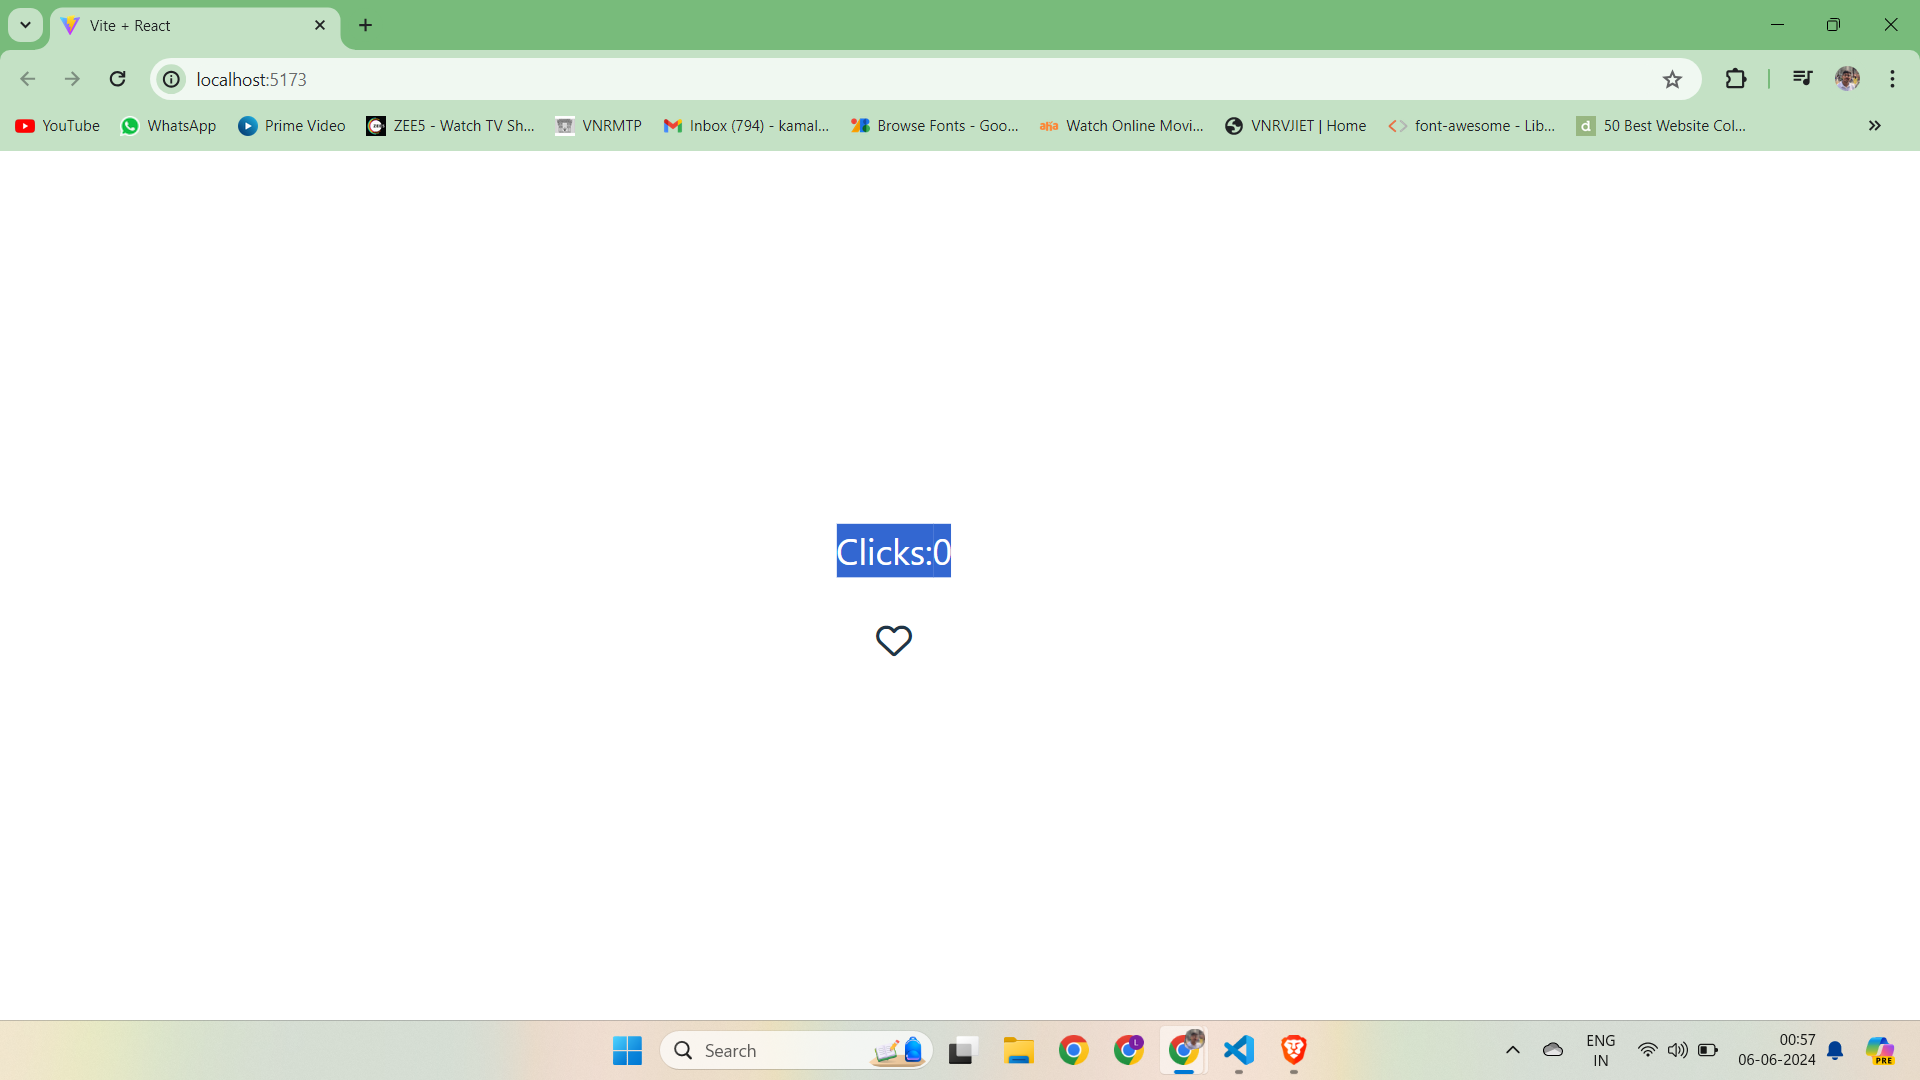 Vite + React
localhost:5173
YouTube WhatsApp Prime Video ZEE5 - Watch TV Sh... VNRMTP Inbox (794) - kamal... Browse Fonts - Goo... aha Watch Online Movi... VNRVJIET | Home font-awesome - Lib... d 50 Best Website Col...
Clicks:0
Search
L
ENG
IN
00:57
06-06-2024
PRE